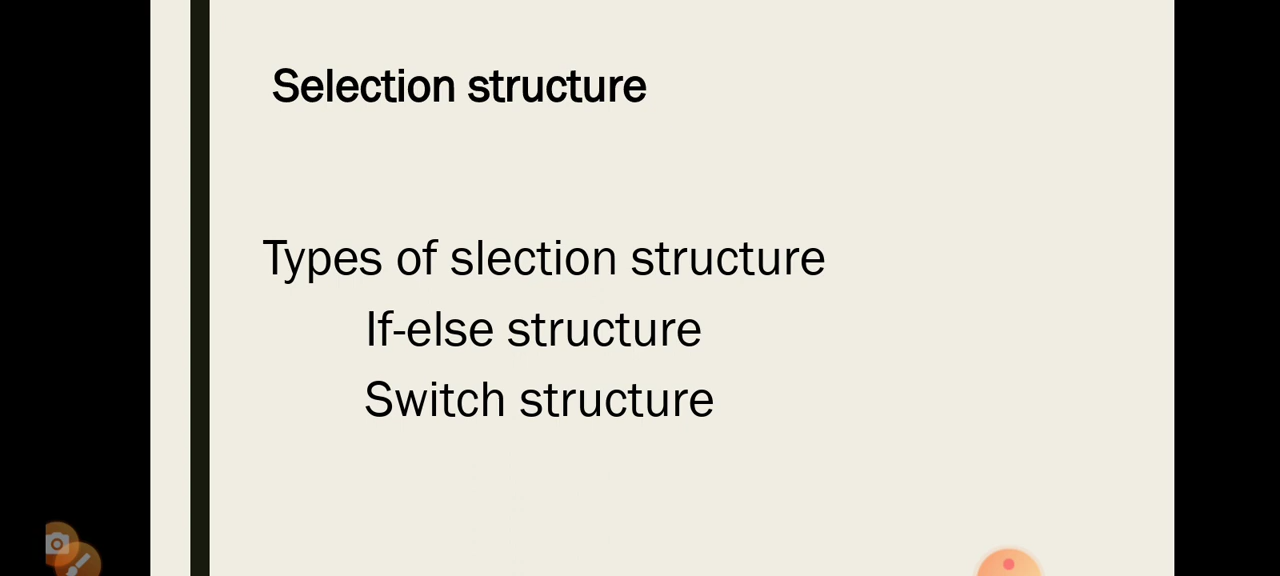 Selection structure
Types of slection structure
If-else structure
Switch structure